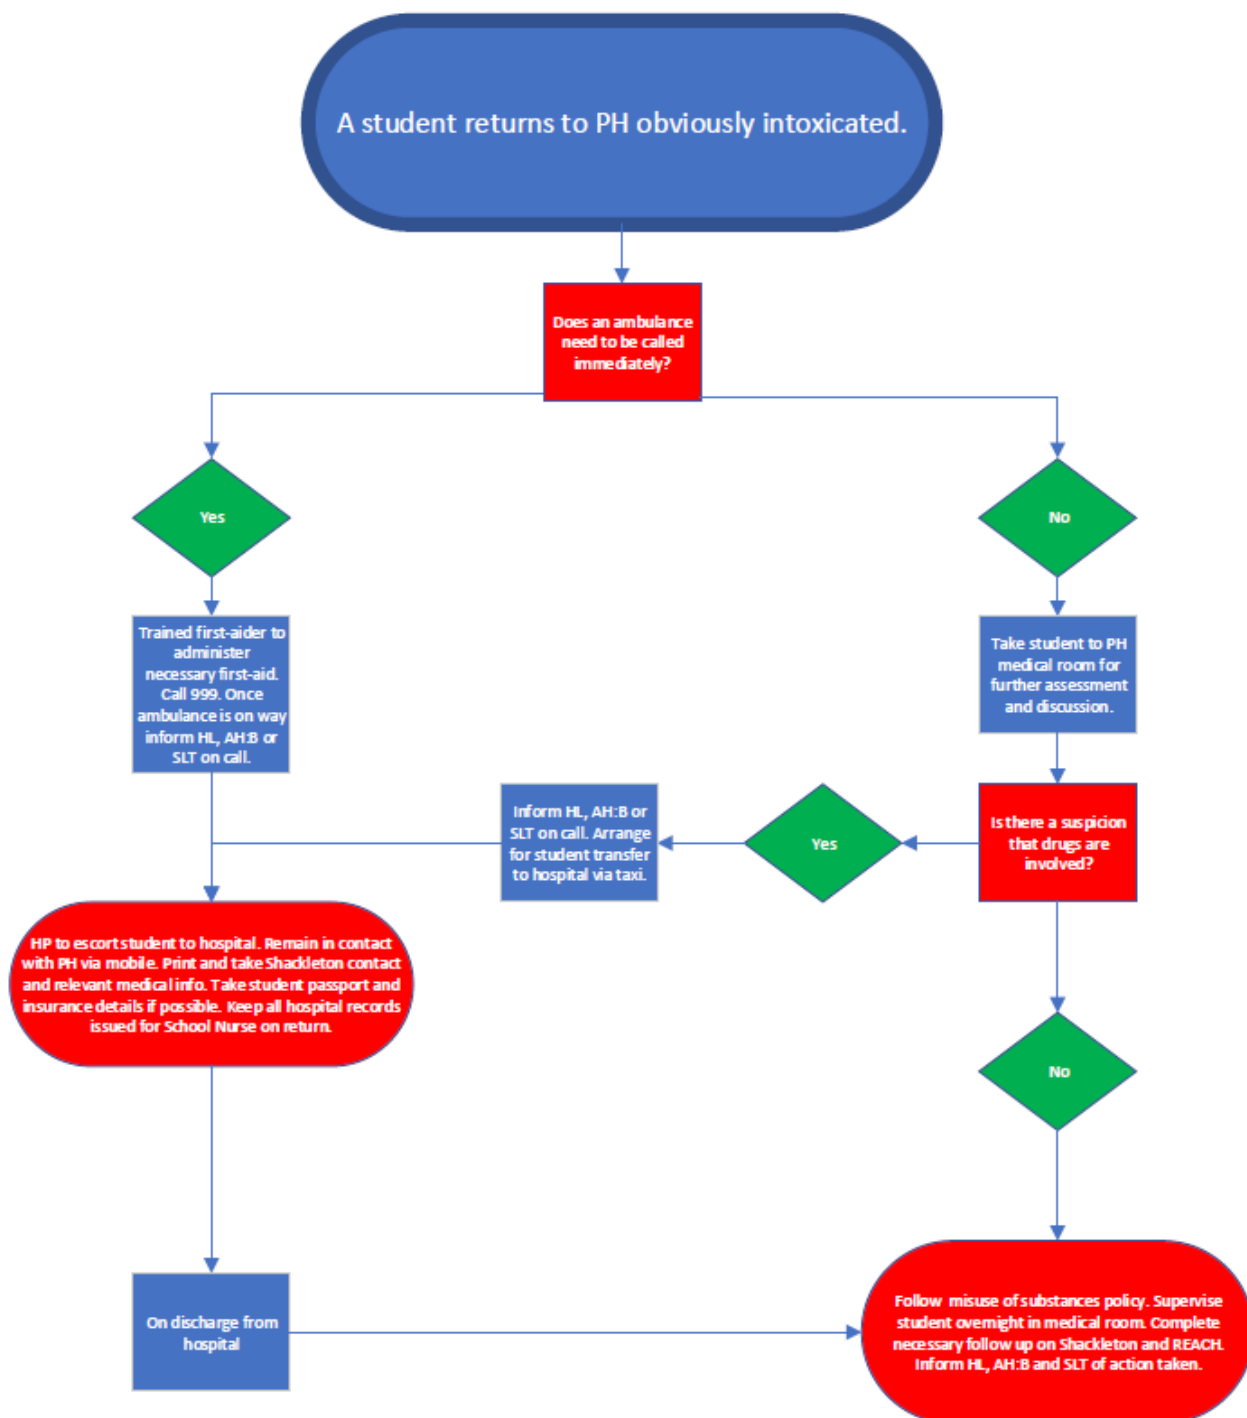 A student returns to PH obviously intoxicated.
Does an ambulance
need to be called
immediately?
Yes
No
Trained first-aider to
administer
necessary first-aid.
Call 999. Once
ambulance is on way
inform HL, AH:B or
SLT on call.
Take student to PH
medical room for
further assessment
and discussion.
Inform HL, AH:B or
SLT on call. Arrange
for student transfer
to hospital via taxi.
Yes
Is there a suspicion
that drugs are
involved?
HP to escort student to hospital. Remain in contact
with PH via mobile. Print and take Shackleton contact
and relevant medical info. Take student passport and
insurance details if possible. Keep all hospital records
issued for School Nurse on return.
No
On discharge from
hospital
Follow misuse of substances policy. Supervise
student overnight in medical room. Complete
necessary follow up on Shackleton and REACH.
Inform HL, AH:B and SLT of action taken.